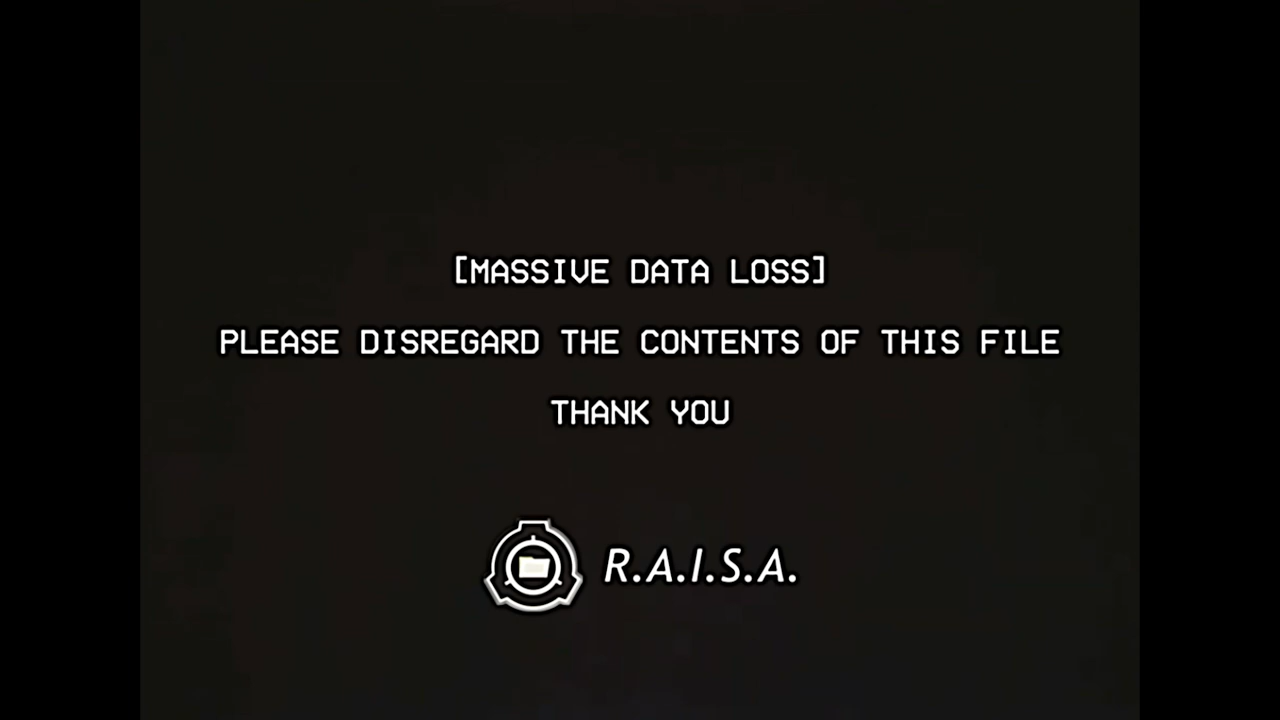 [MASSIVE DATA LOSS]
PLEASE DISREGARD THE CONTENTS OF THIS FILE
THANK YOU
R.A.I.S.A.